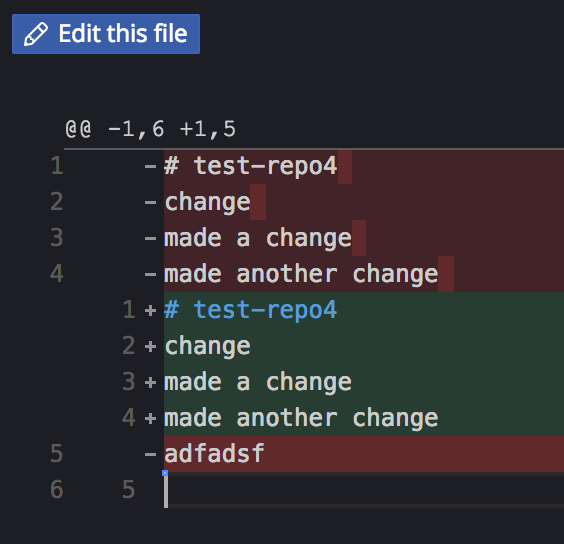 Edit this file
@@ -1,6 +1,5
1 -# test-repo4
2 -change
3 -made a change
4 -made another change
1 +# test-repo4
2 +change
3 +made a change
4 +made another change
5 -adfadsf
6 5